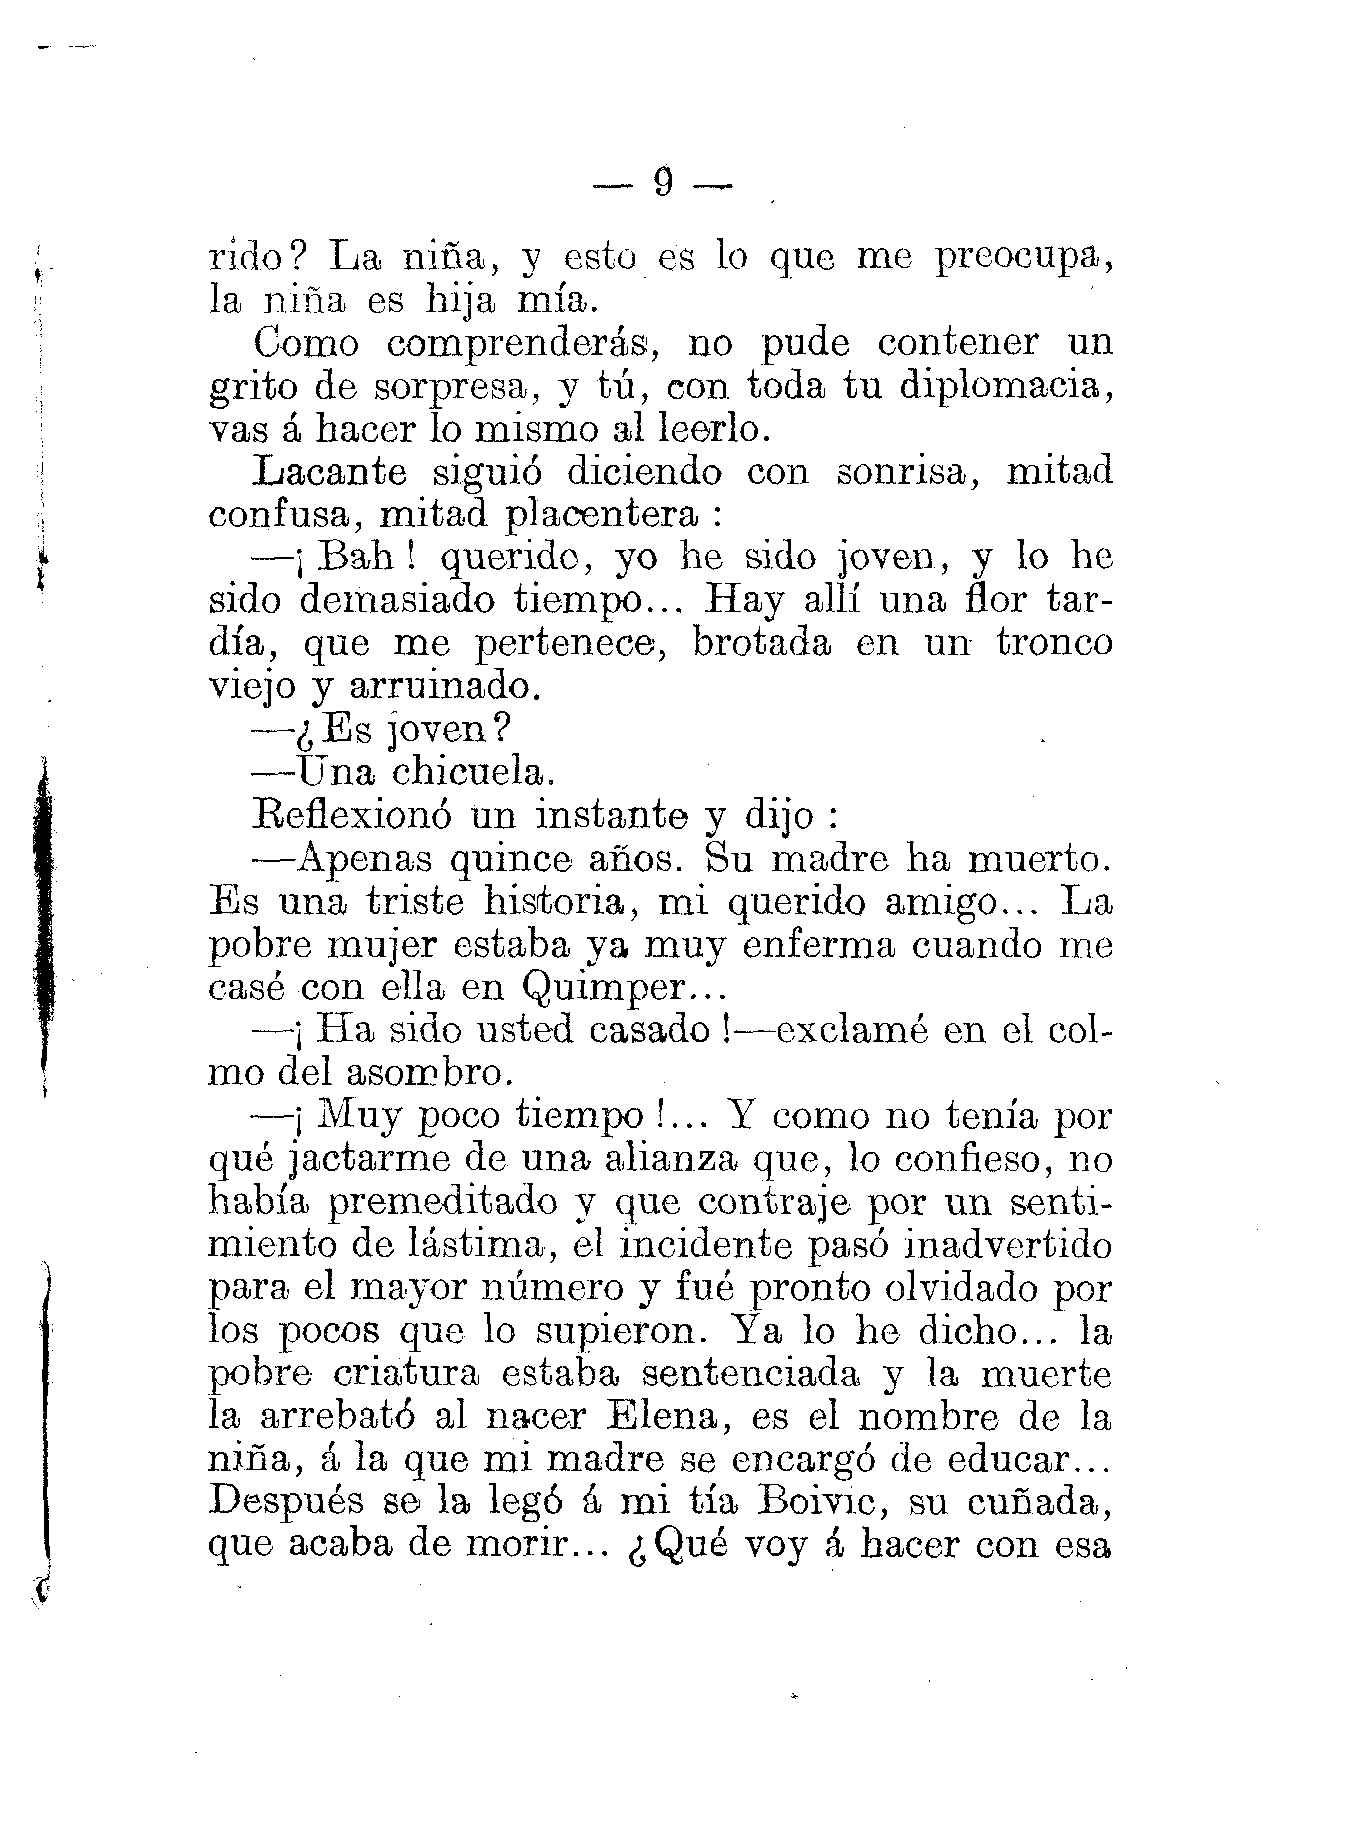 — 9 —
rido? La niña, y esto es lo que me preocupa,
la niña es hija mía.
Como comprenderás, no pude contener un
grito de sorpresa, y tú, con toda tu diplomacia,
vas á hacer lo mismo al leerlo.
Lacante siguió diciendo con sonrisa, mitad
confusa, mitad placentera :
—¡ Bah ! querido, yo he sido joven, y lo he
sido demasiado tiempo... Hay allí una flor tar-
día, que me pertenece, brotada en un tronco
viejo y arruinado.
—¿Es joven?
—Una chicuela.
Reflexionó un instante y dijo :
—Apenas quince años. Su madre ha muerto.
Es una triste historia, mi querido amigo... La
pobre mujer estaba ya muy enferma cuando me
casé con ella en Quimper...
—¡ Ha sido usted casado !—exclamé en el col-
mo del asombro.
—¡ Muy poco tiempo !... Y como no tenía por
qué jactarme de una alianza que, lo confieso, no
había premeditado y que contraje por un senti-
miento de lástima, el incidente pasó inadvertido
para el mayor número y fué pronto olvidado por
los pocos que lo supieron. Ya lo he dicho... la
pobre criatura estaba sentenciada y la muerte
la arrebató al nacer Elena, es el nombre de la
niña, á la que mi madre se encargó de educar...
Después se la legó á mi tía Boivic, su cuñada,
que acaba de morir... ¿Qué voy á hacer con esa